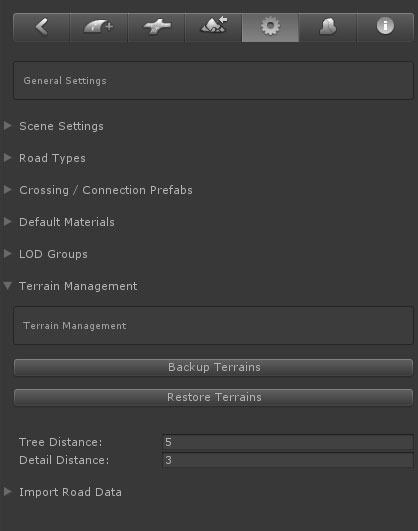 General Settings
Scene Settings
Road Types
Crossing / Connection Prefabs
Default Materials
LOD Groups
Terrain Management
Terrain Management
Backup Terrains
Restore Terrains
Tree Distance: 5
Detail Distance: 3
Import Road Data